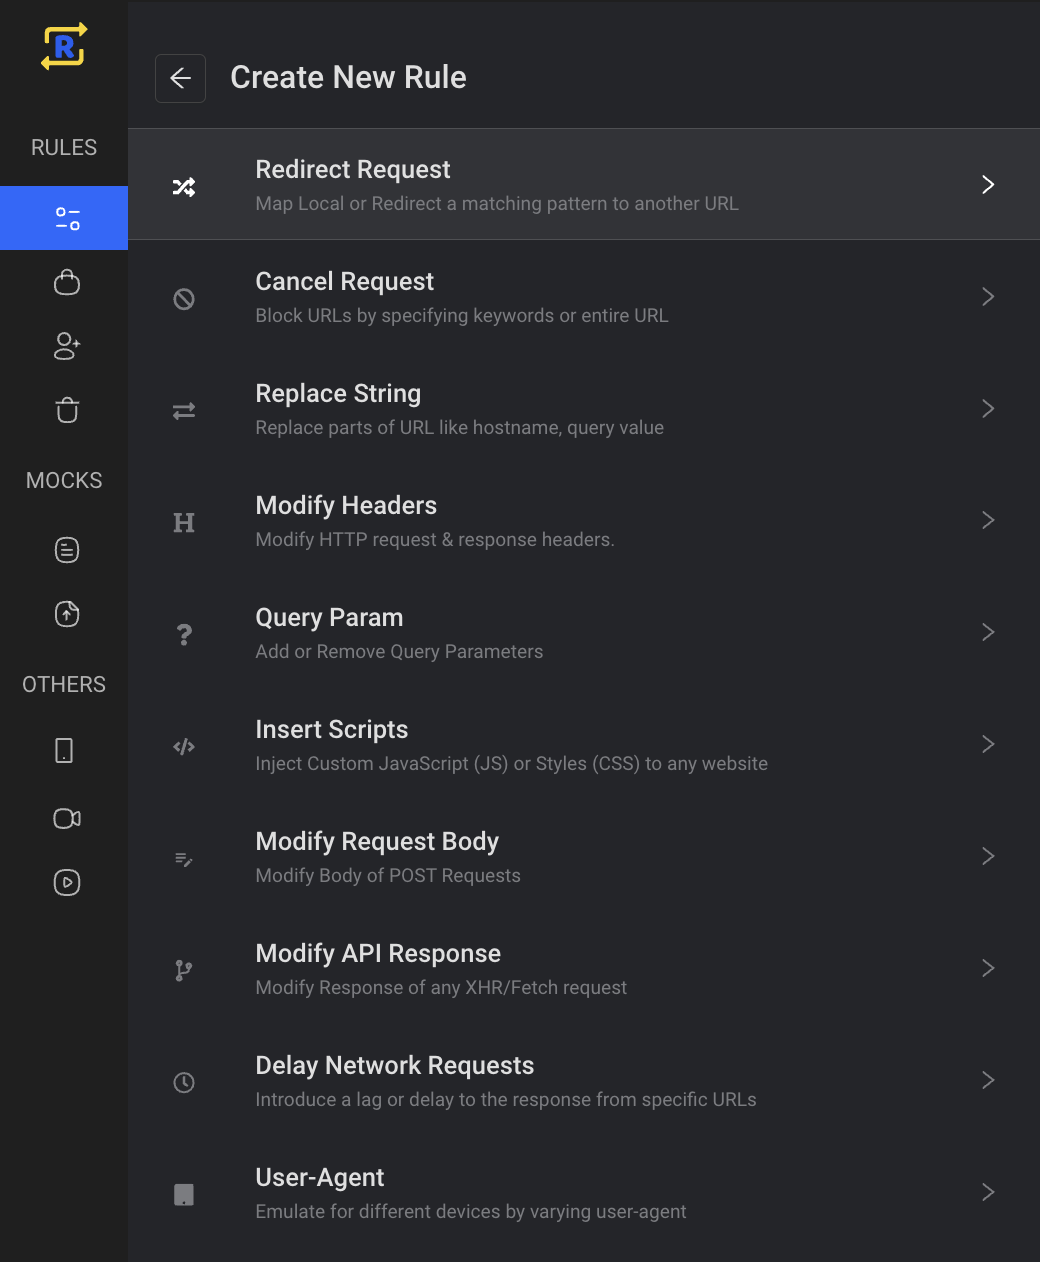 R
Create New Rule
RULES
Redirect Request
Map Local or Redirect a matching pattern to another URL
Cancel Request
Block URLs by specifying keywords or entire URL
Replace String
Replace parts of URL like hostname, query value
MOCKS
Modify Headers
H
Modify HTTP request & response headers.
Query Param
?
Add or Remove Query Parameters
OTHERS
Insert Scripts
</>
Inject Custom JavaScript (JS) or Styles (CSS) to any website
Modify Request Body
Modify Body of POST Requests
Modify API Response
Modify Response of any XHR/Fetch request
Delay Network Requests
Introduce a lag or delay to the response from specific URLs
User-Agent
Emulate for different devices by varying user-agent